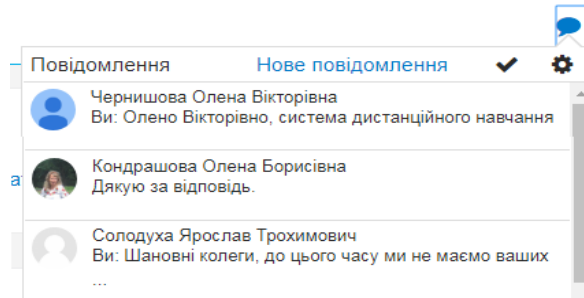 Повідомлення Нове повідомлення
Чернишова Олена Вікторівна
Ви: Олено Вікторівно, система дистанційного навчання
Кондрашова Олена Борисівна
Дякую за відповідь.
Солодуха Ярослав Трохимович
Ви: Шановні колеги, до цього часу ми не маємо ваших
...